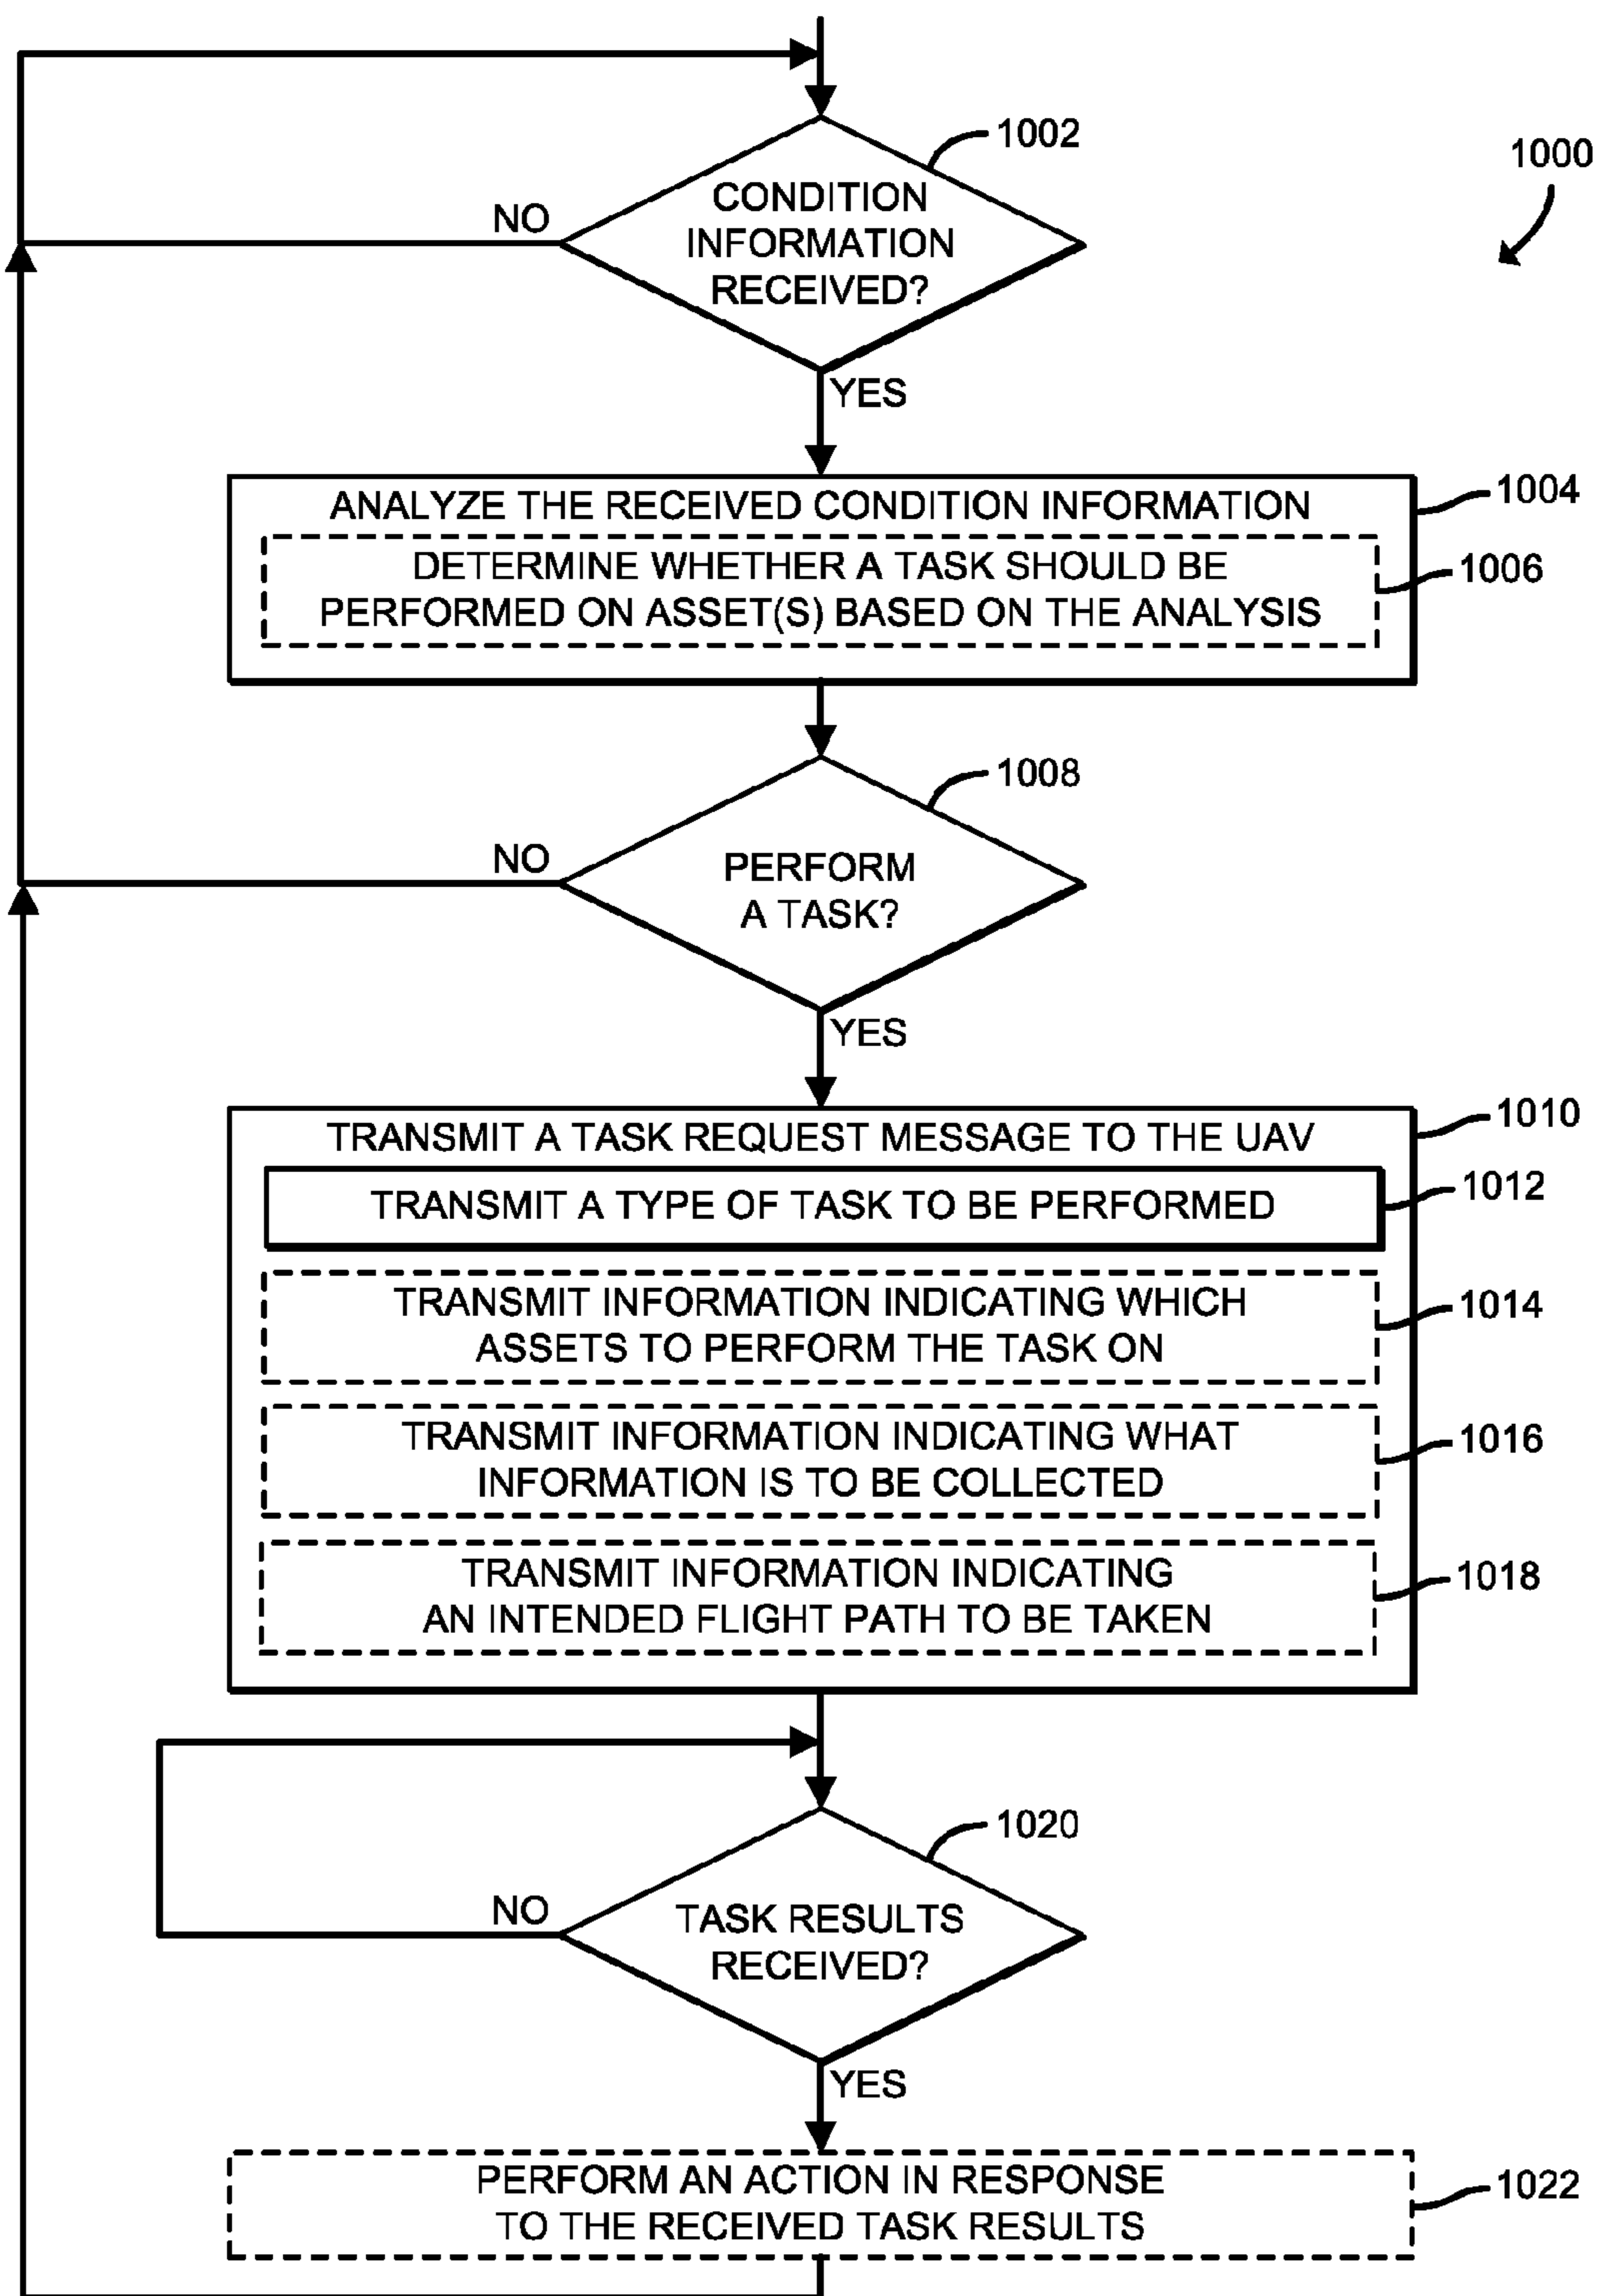 1002
1000
CONDITION
INFORMATION
RECEIVED?
NO
YES
1004
ANALYZE THE RECEIVED CONDITION INFORMATION
DETERMINE WHETHER A TASK SHOULD BE
PERFORMED ON ASSET(S) BASED ON THE ANALYSIS
1006
1008
NO
PERFORM
A TASK?
YES
1010
TRANSMIT A TASK REQUEST MESSAGE TO THE UAV
TRANSMIT A TYPE OF TASK TO BE PERFORMED
1012
TRANSMIT INFORMATION INDICATING WHICH
ASSETS TO PERFORM THE TASK ON
1014
TRANSMIT INFORMATION INDICATING WHAT
INFORMATION IS TO BE COLLECTED
1016
TRANSMIT INFORMATION INDICATING
AN INTENDED FLIGHT PATH TO BE TAKEN
1018
1020
NO
TASK RESULTS
RECEIVED?
YES
PERFORM AN ACTION IN RESPONSE
TO THE RECEIVED TASK RESULTS
1022